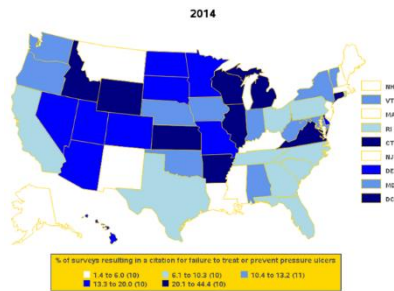 2014
NH
VT
MA
RI
CT
NJ
DE
MD
DC
% of surveys resulting in a citation for failure to treat or prevent pressure ulcers
1.4 to 6.0 (10) 6.1 to 10.3 (10) 10.4 to 13.2 (11)
13.3 to 20.0 (10) 20.1 to 44.4 (10)